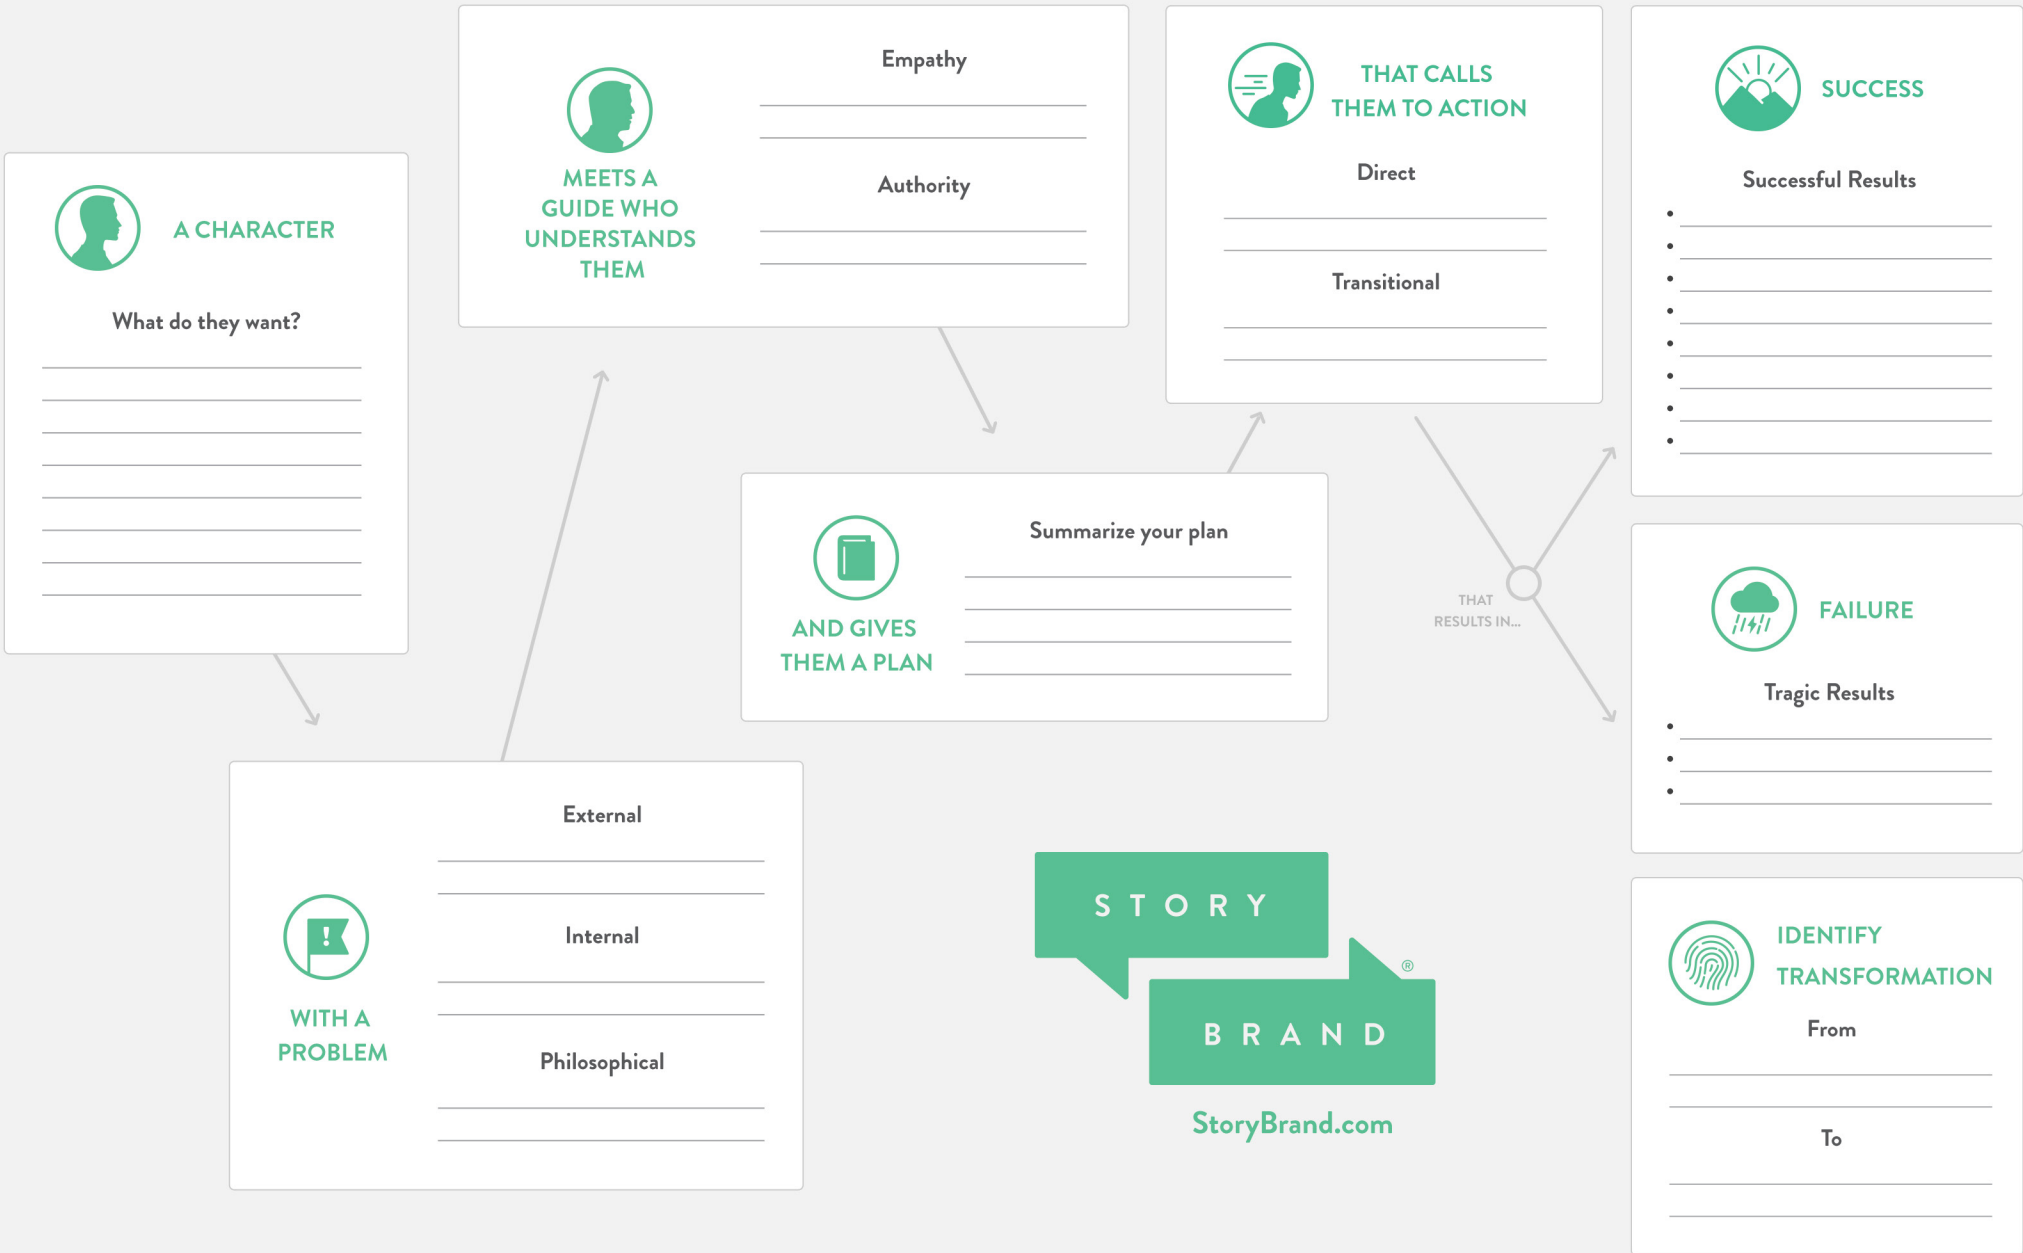 A CHARACTER
What do they want?
WITH A
PROBLEM
External
Internal
Philosophical
MEETS A
GUIDE WHO
UNDERSTANDS
THEM
Empathy
Authority
AND GIVES
THEM A PLAN
Summarize your plan
THAT CALLS
THEM TO ACTION
Direct
Transitional
THAT
RESULTS IN...
SUCCESS
Successful Results
FAILURE
Tragic Results
IDENTIFY
TRANSFORMATION
From
To
STORY
BRAND
®
StoryBrand.com